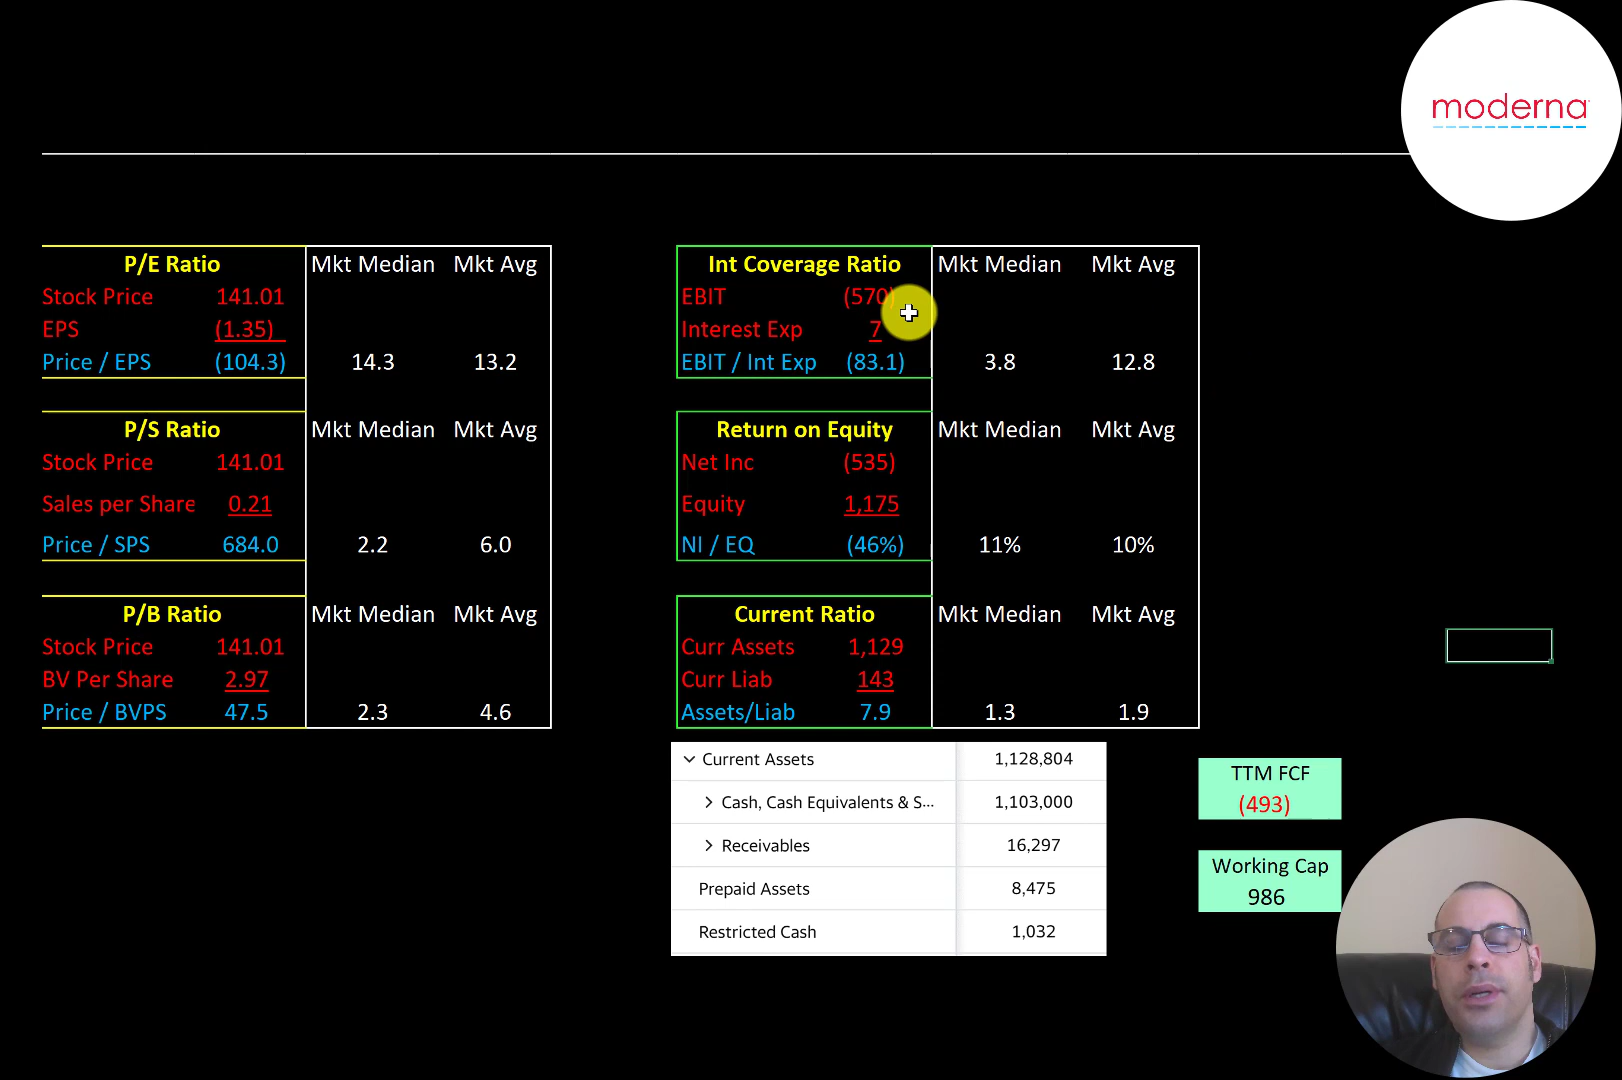 moderna
P/E Ratio Mkt Median Mkt Avg
Stock Price 141.01
EPS (1.35)
Price / EPS (104.3) 14.3 13.2
P/S Ratio Mkt Median Mkt Avg
Stock Price 141.01
Sales per Share 0.21
Price / SPS 684.0 2.2 6.0
P/B Ratio Mkt Median Mkt Avg
Stock Price 141.01
BV Per Share 2.97
Price / BVPS 47.5 2.3 4.6
Int Coverage Ratio Mkt Median Mkt Avg
EBIT (570)
Interest Exp 7
EBIT / Int Exp (83.1) 3.8 12.8
Return on Equity Mkt Median Mkt Avg
Net Inc (535)
Equity 1,175
NI / EQ (46%) 11% 10%
Current Ratio Mkt Median Mkt Avg
Curr Assets 1,129
Curr Liab 143
Assets/Liab 7.9 1.3 1.9
Current Assets 1,128,804
Cash, Cash Equivalents & S... 1,103,000
Receivables 16,297
Prepaid Assets 8,475
Restricted Cash 1,032
TTM FCF
(493)
Working Cap
986